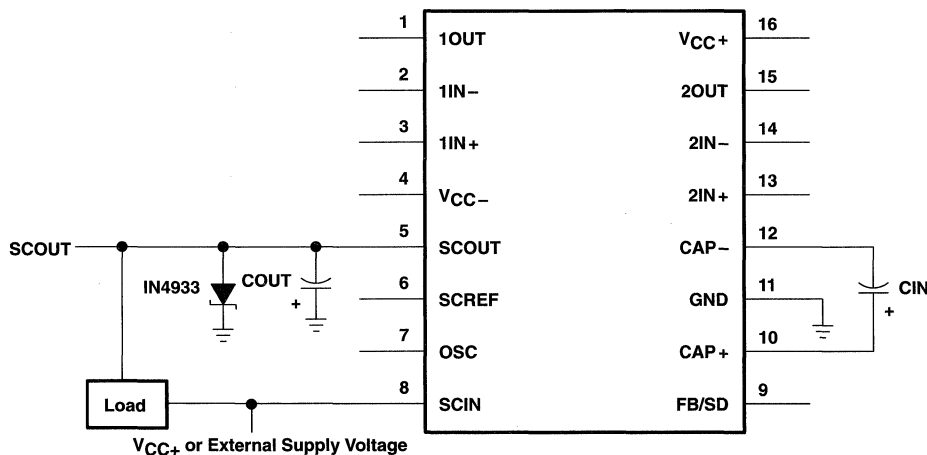 1 1OUT VCC+ 16
2 1IN− 2OUT 15
3 1IN+ 2IN− 14
4 VCC− 2IN+ 13
SCOUT 5 SCOUT CAP− 12
IN4933 COUT + 6 SCREF GND 11 CIN +
7 OSC CAP+ 10
Load 8 SCIN FB/SD 9
VCC+ or External Supply Voltage